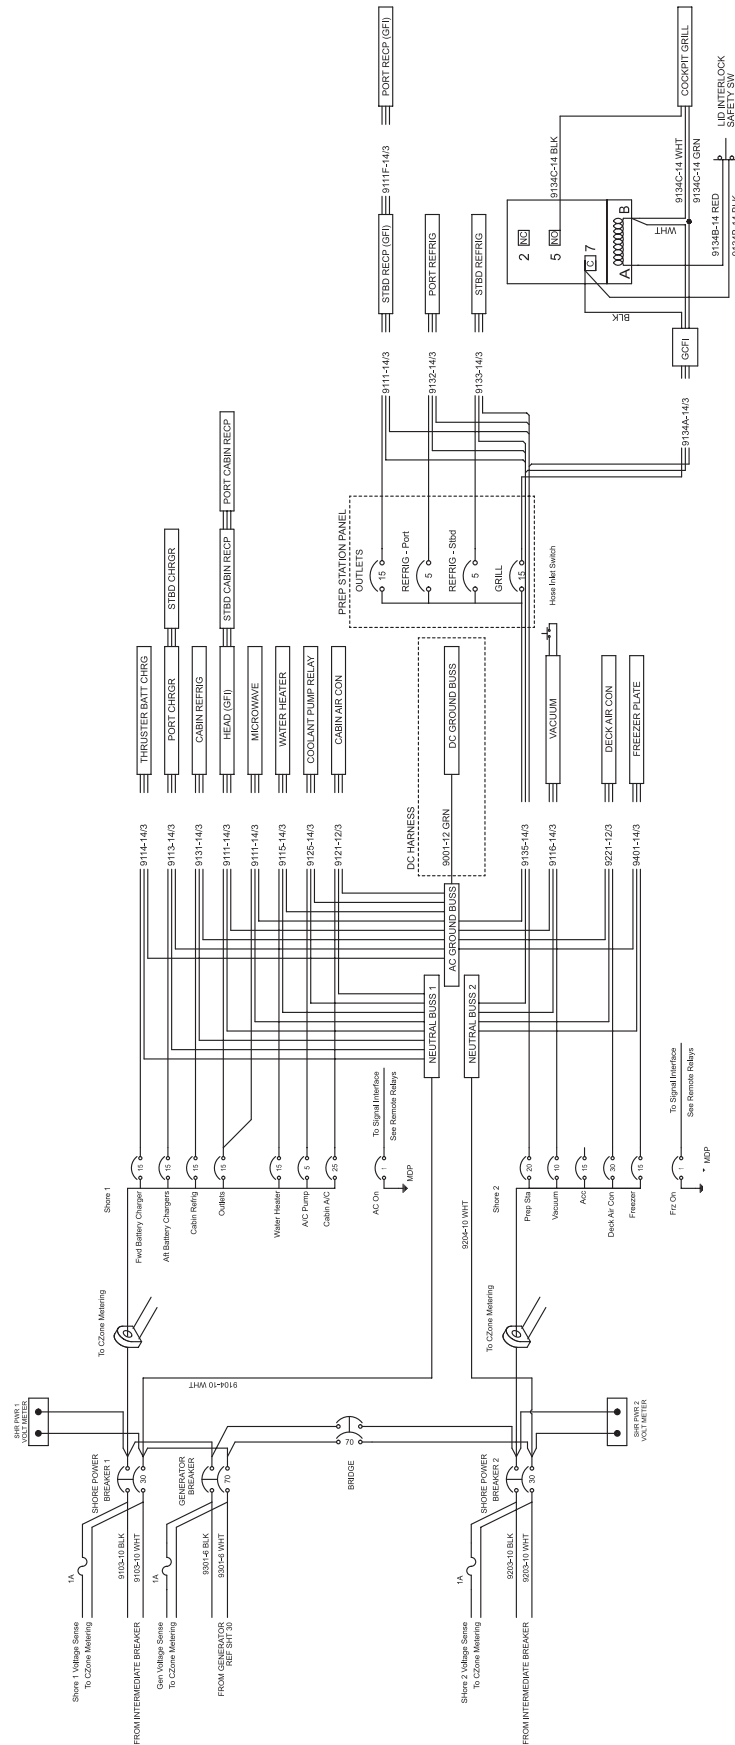 Shore 1 Voltage Sense
To CZone Metering
1A
FROM INTERMEDIATE BREAKER
9103-10 BLK
9103-10 WHT
SHORE POWER
BREAKER 1
30
SHR PWR 1
VOLT METER
Gen Voltage Sense
To CZone Metering
1A
FROM GENERATOR
REF SHT 30
9301-6 BLK
9301-6 WHT
GENERATOR
BREAKER
70
BRIDGE
70
SHore 2 Voltage Sense
To CZone Metering
1A
FROM INTERMEDIATE BREAKER
9203-10 BLK
9203-10 WHT
SHORE POWER
BREAKER 2
30
SHR PWR 2
VOLT METER
To CZone Metering
9104-10 WHT
To CZone Metering
9204-10 WHT
Shore 1
Fwd Battery Charger
15
Aft Battery Chargers
15
Cabin Refrig
15
Outlets
15
Water Heater
15
A/C Pump
5
Cabin A/C
25
AC On
1
MDP
To Signal Interface
See Remote Relays
Shore 2
Prep Sta
20
Vacuum
10
Acc
15
Deck Air Con
30
Freezer
15
Frz On
1
MDP
To Signal Interface
See Remote Relays
NEUTRAL BUSS 1
NEUTRAL BUSS 2
AC GROUND BUSS
DC HARNESS
9001-12 GRN
DC GROUND BUSS
9114-14/3
THRUSTER BATT CHRG
9113-14/3
PORT CHRGR
STBD CHRGR
9131-14/3
CABIN REFRIG
9111-14/3
HEAD (GFI)
STBD CABIN RECP
PORT CABIN RECP
9111-14/3
MICROWAVE
9115-14/3
WATER HEATER
9125-14/3
COOLANT PUMP RELAY
9121-12/3
CABIN AIR CON
9135-14/3
9116-14/3
VACUUM
Hose Inlet Switch
9221-12/3
DECK AIR CON
9401-14/3
FREEZER PLATE
PREP STATION PANEL
OUTLETS
15
REFRIG - Port
5
REFRIG - Stbd
5
GRILL
15
9111-14/3
STBD RECP (GFI)
9111F-14/3
PORT RECP (GFI)
9132-14/3
PORT REFRIG
9133-14/3
STBD REFRIG
9134A-14/3
GCFI
BLK
WHT
2
NC
5
NO
7
C
A
B
9134C-14 BLK
9134C-14 WHT
9134C-14 GRN
COCKPIT GRILL
9134B-14 RED
9134B-14 BLK
LID INTERLOCK
SAFETY SW